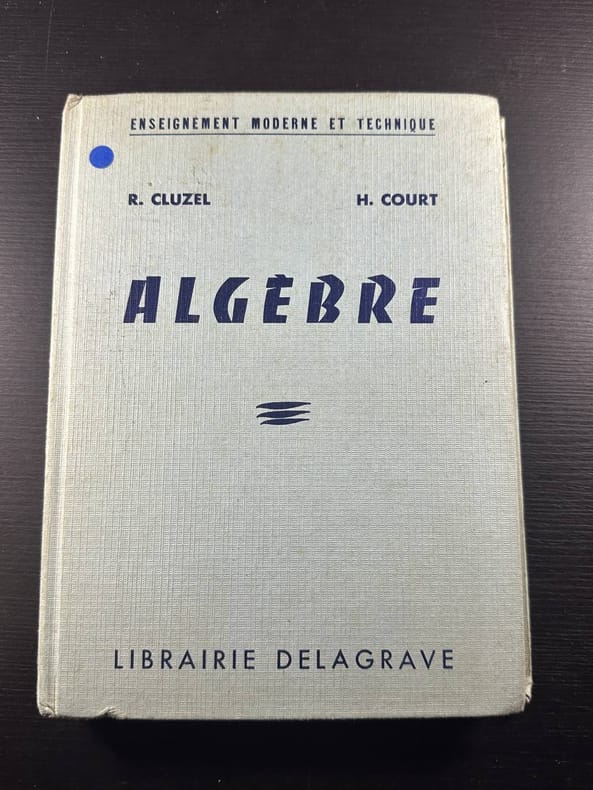 ENSEIGNEMENT MODERNE ET TECHNIQUE
R. CLUZEL H. COURT
ALGÈBRE
LIBRAIRIE DELAGRAVE